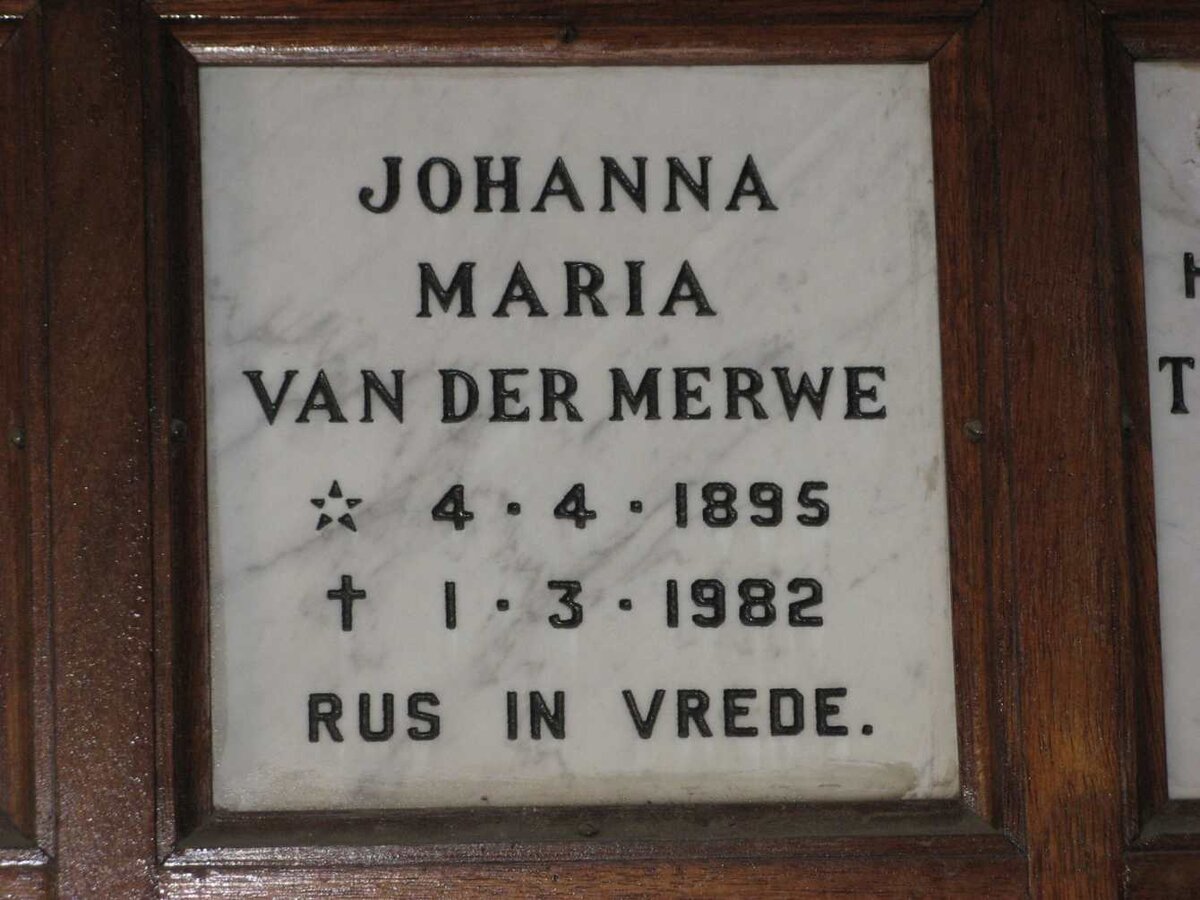 JOHANNA
MARIA
VAN DER MERWE
☆ 4 · 4 · 1895
✝ 1 · 3 · 1982
RUS IN VREDE.